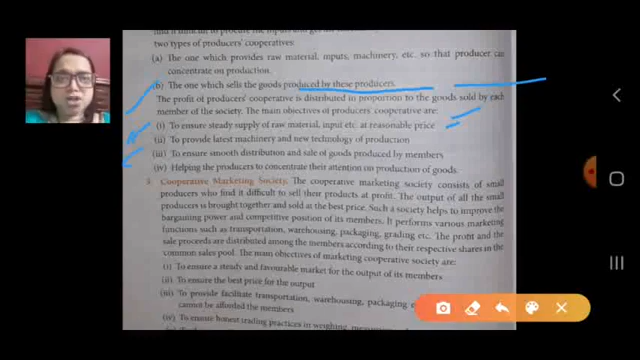 two types of producers' cooperatives:
(a) The one which provides raw material, inputs, machinery, etc. so that producer can
concentrate on production.
(b) The one which sells the goods produced by these producers.
The profit of producers' cooperative is distributed in proportion to the goods sold by each
member of the society. The main objectives of producers' cooperative are:
(i) To ensure steady supply of raw material, input etc. at reasonable price
(ii) To provide latest machinery and new technology of production
(iii) To ensure smooth distribution and sale of goods produced by members
(iv) Helping the producers to concentrate their attention on production of goods.
3. Cooperative Marketing Society. The cooperative marketing society consists of small
producers who find it difficult to sell their products at profit. The output of all the small
producers is brought together and sold at the best price. Such a society helps to improve the
bargaining power and competitive position of its members. It performs various marketing
functions such as transportation, warehousing, packaging, grading etc. The profit and the
sale proceeds are distributed among the members according to their respective shares in the
common sales pool. The main objectives of marketing cooperative society are:
(i) To ensure a steady and favourable market for the output of its members
(ii) To ensure the best price for the output
(iii) To provide facilitate transportation, warehousing, packaging
cannot be afforded the members
(iv) To ensure honest trading practices in weighing,